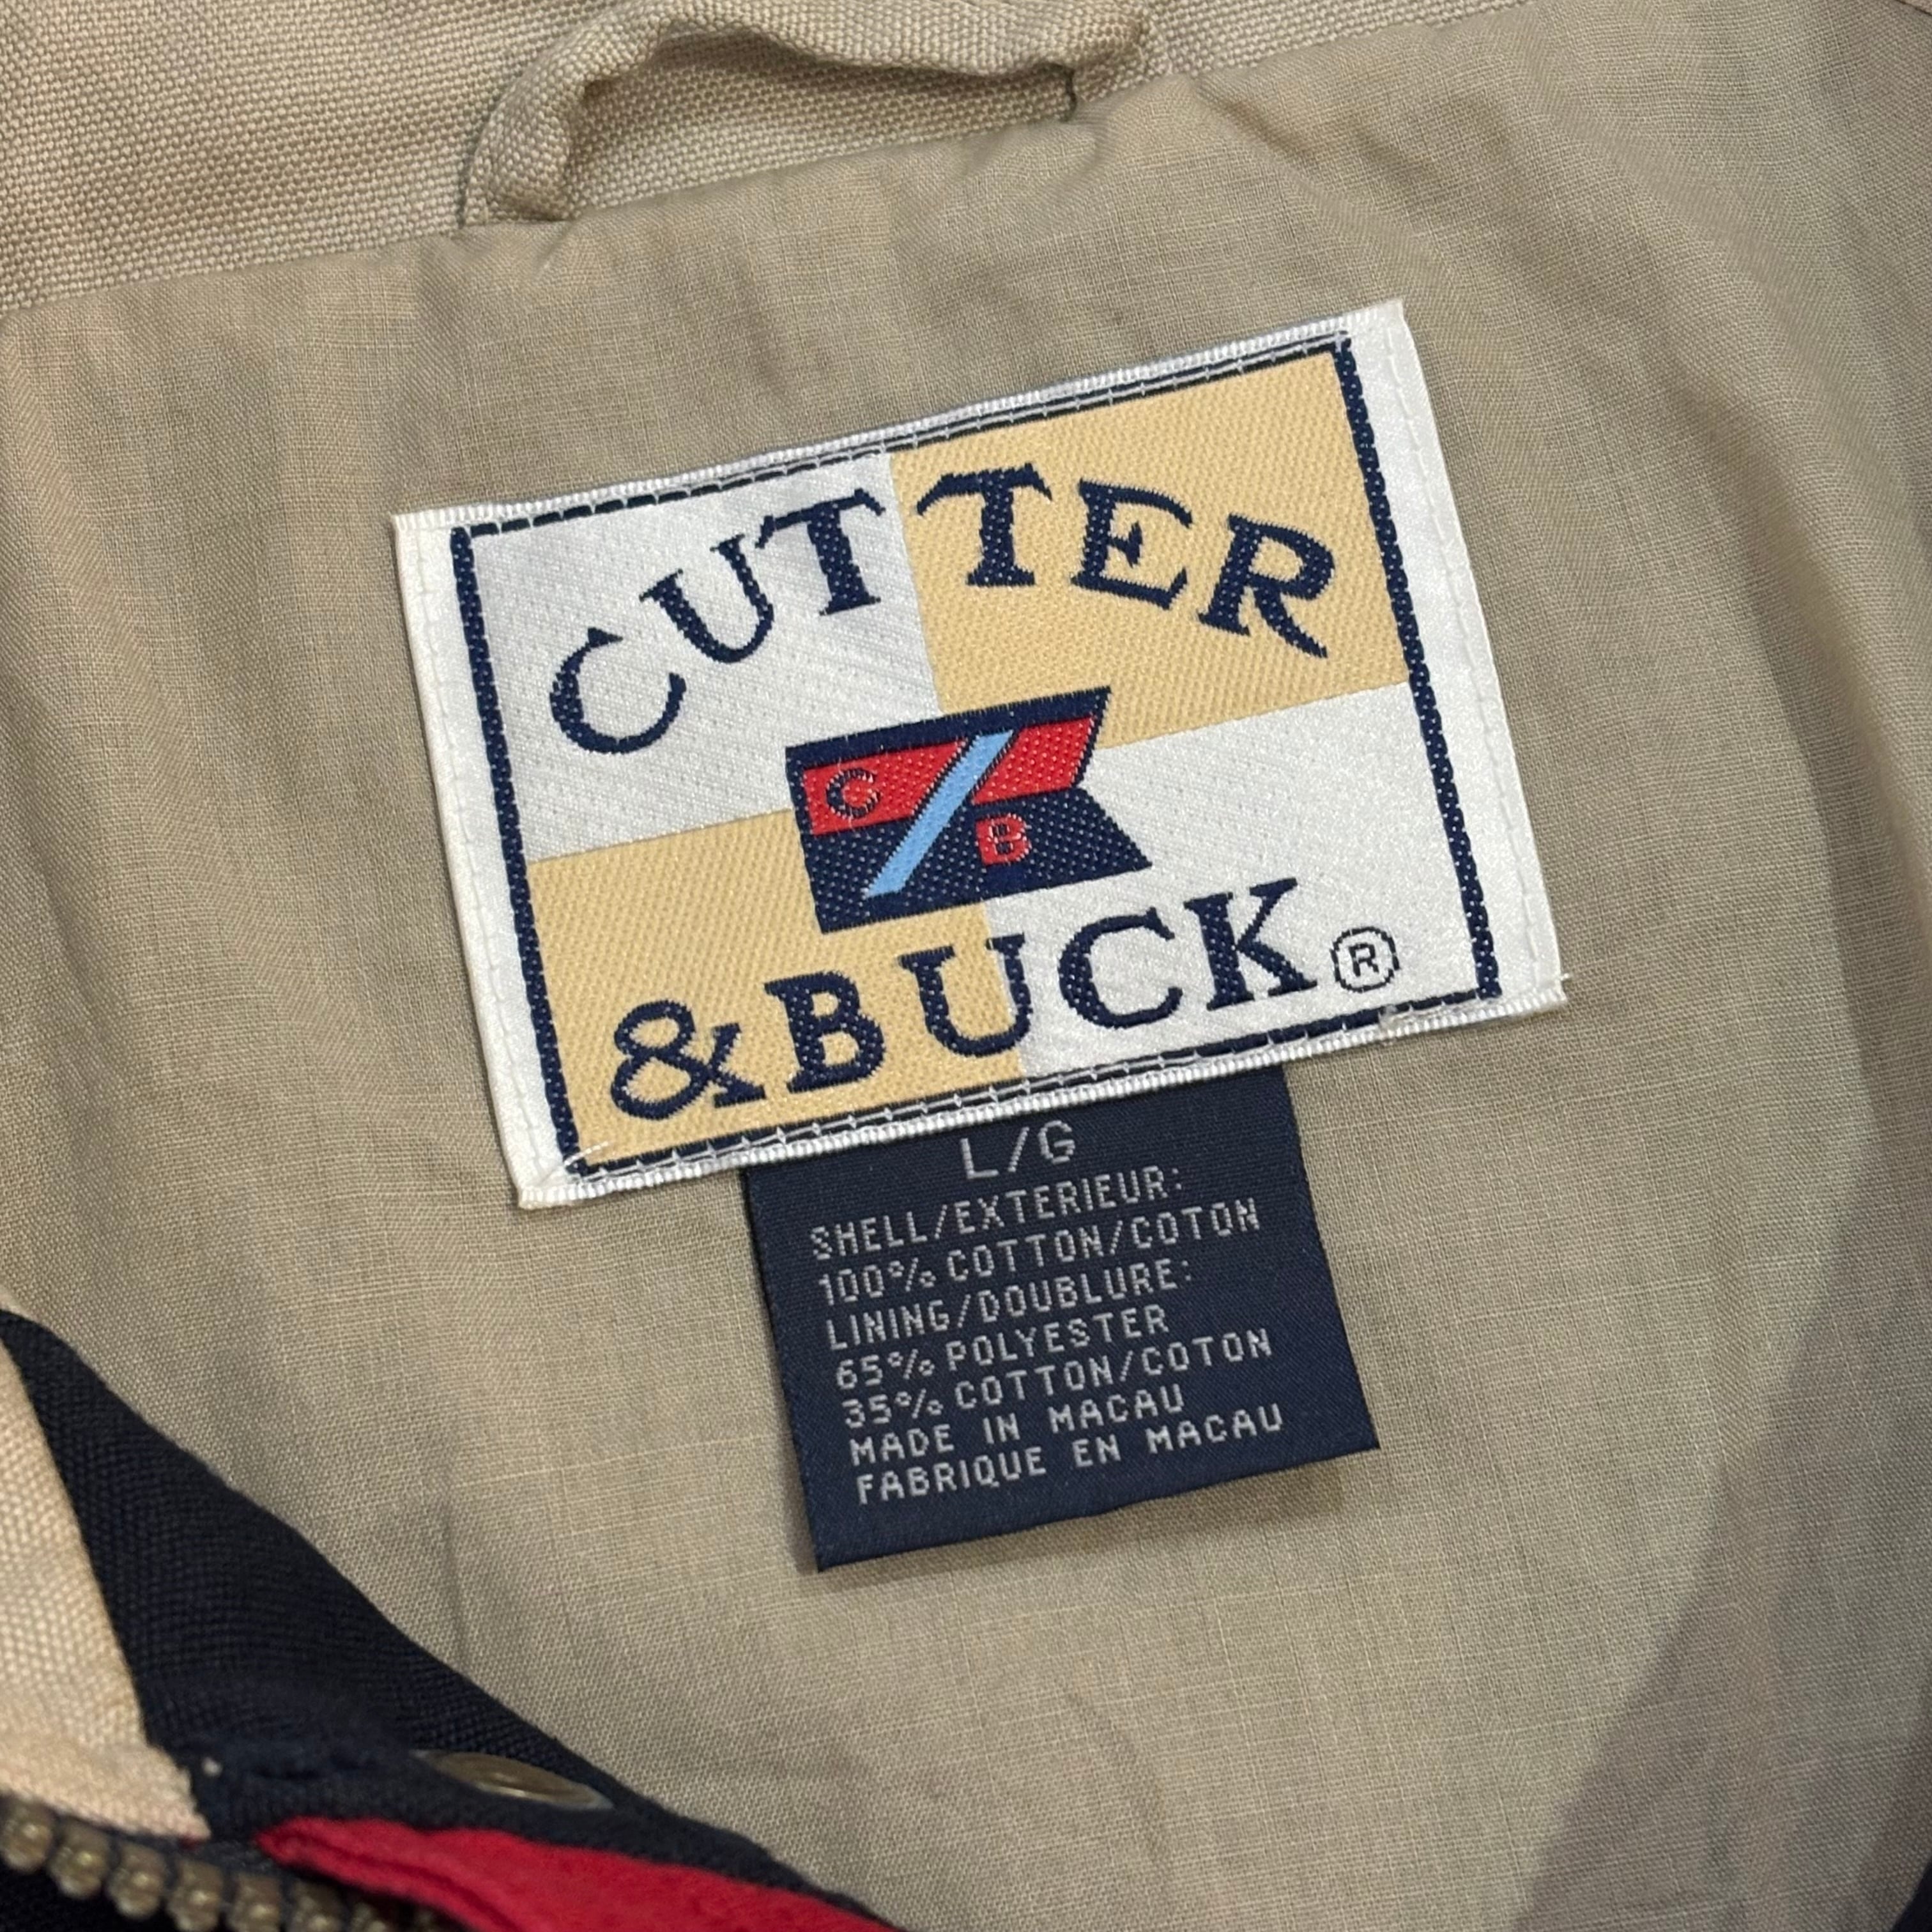 CUTTER
C
B
& BUCK®
L/G
SHELL/EXTERIEUR:
100% COTTON/COTON
LINING/DOUBLURE:
65% POLYESTER
35% COTTON/COTON
MADE IN MACAU
FABRIQUE EN MACAU